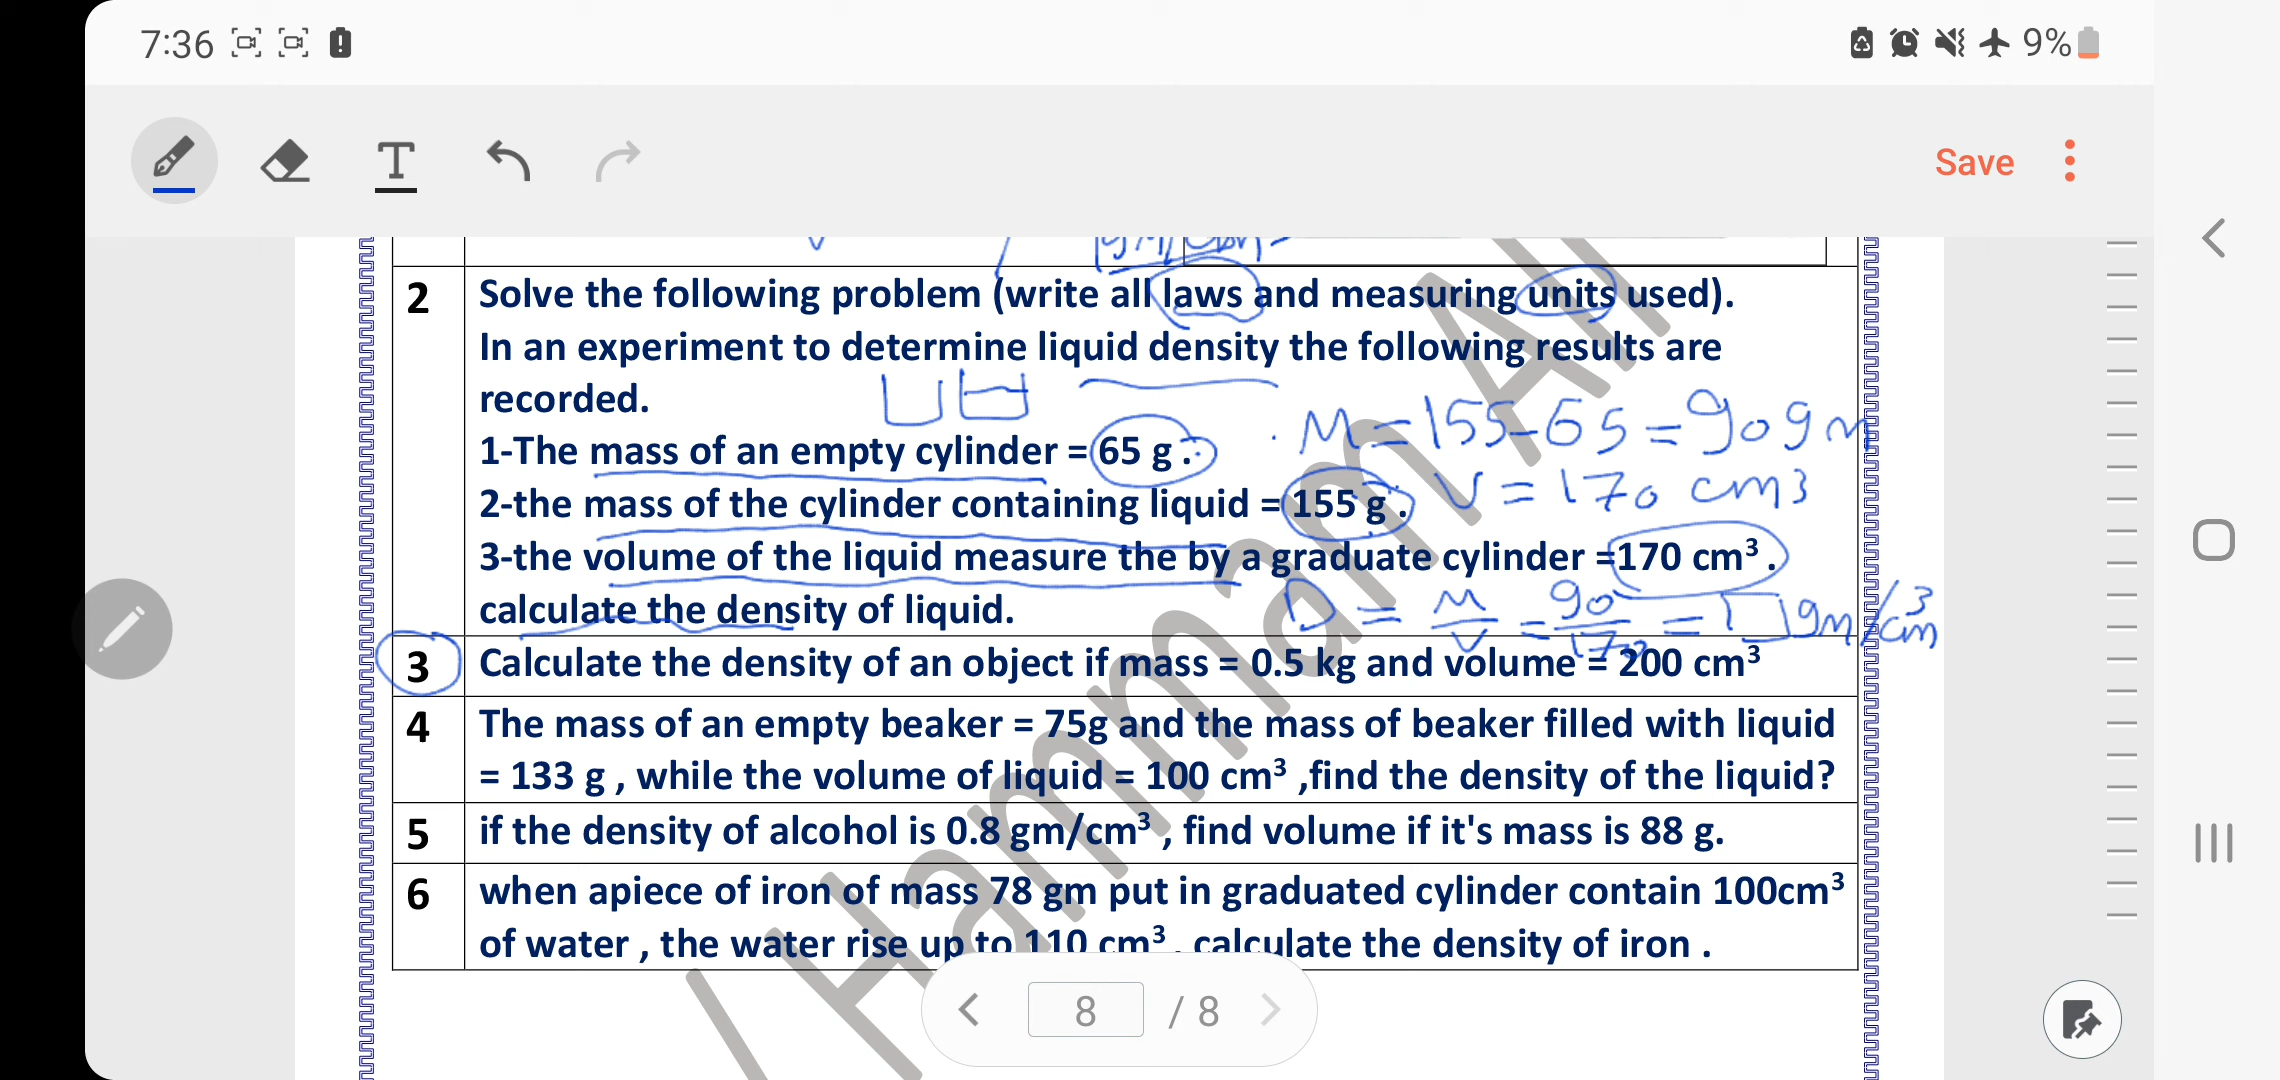 7:36
9%
T
Save
2
Solve the following problem (write all laws and measuring units used).
In an experiment to determine liquid density the following results are
recorded.
M = 155 - 65 = 90 gm
1-The mass of an empty cylinder = 65 g .
2-the mass of the cylinder containing liquid = 155 g .
V = 170 cm3
3-the volume of the liquid measure the by a graduate cylinder =170 cm³ .
calculate the density of liquid.
D = M/V = 90/170 = gm/cm3
3
Calculate the density of an object if mass = 0.5 kg and volume = 200 cm³
4
The mass of an empty beaker = 75g and the mass of beaker filled with liquid
= 133 g , while the volume of liquid = 100 cm³ ,find the density of the liquid?
5
if the density of alcohol is 0.8 gm/cm³ , find volume if it's mass is 88 g.
6
when apiece of iron of mass 78 gm put in graduated cylinder contain 100cm³
of water , the water rise up to 110 cm³ . calculate the density of iron .
/ Hammam Ali
8 / 8